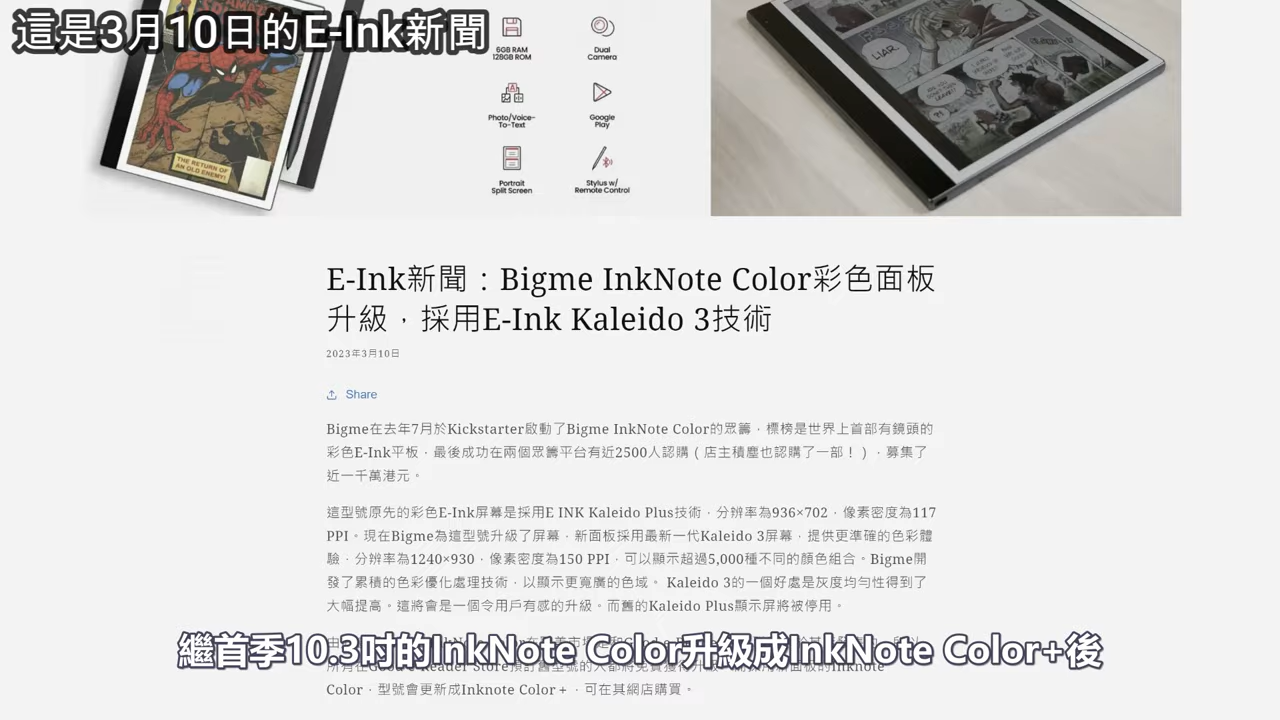 這是3月10日的E-Ink新聞
THE RETURN OF
AN OLD ENEMY!
6GB RAM
128GB ROM
Dual
Camera
Photo/Voice-
To-Text
Google
Play
Portrait
Split Screen
Stylus w/
Remote Control
LIAR.
E-Ink新聞：Bigme InkNote Color彩色面板
升級，採用E-Ink Kaleido 3技術
2023年3月10日
Share
Bigme在去年7月於Kickstarter啟動了Bigme InkNote Color的眾籌，標榜是世界上首部有鏡頭的
彩色E-Ink平板，最後成功在兩個眾籌平台有近2500人認購（店主積塵也認購了一部！），募集了
近一千萬港元。
這型號原先的彩色E-Ink屏幕是採用E INK Kaleido Plus技術，分辨率為936×702，像素密度為117
PPI。現在Bigme為這型號升級了屏幕，新面板採用最新一代Kaleido 3屏幕，提供更準確的色彩體
驗，分辨率為1240×930，像素密度為150 PPI，可以顯示超過5,000種不同的顏色組合。Bigme開
發了累積的色彩優化處理技術，以顯示更寬廣的色域。 Kaleido 3的一個好處是灰度均勻性得到了
大幅提高。這將會是一個令用戶有感的升級。而舊的Kaleido Plus顯示屏將被停用。
繼首季10.3吋的InkNote Color升級成InkNote Color+後
Color，型號會更新成Inknote Color +，可在其網店購買。